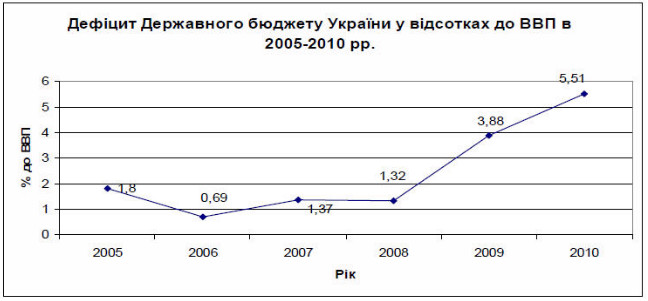 Дефіцит Державного бюджету України у відсотках до ВВП в
2005-2010 рр.
6
5
4
3
2
1
0
% до ВВП
1,8
0,69
1,37
1,32
3,88
5,51
2005 2006 2007 2008 2009 2010
Рік